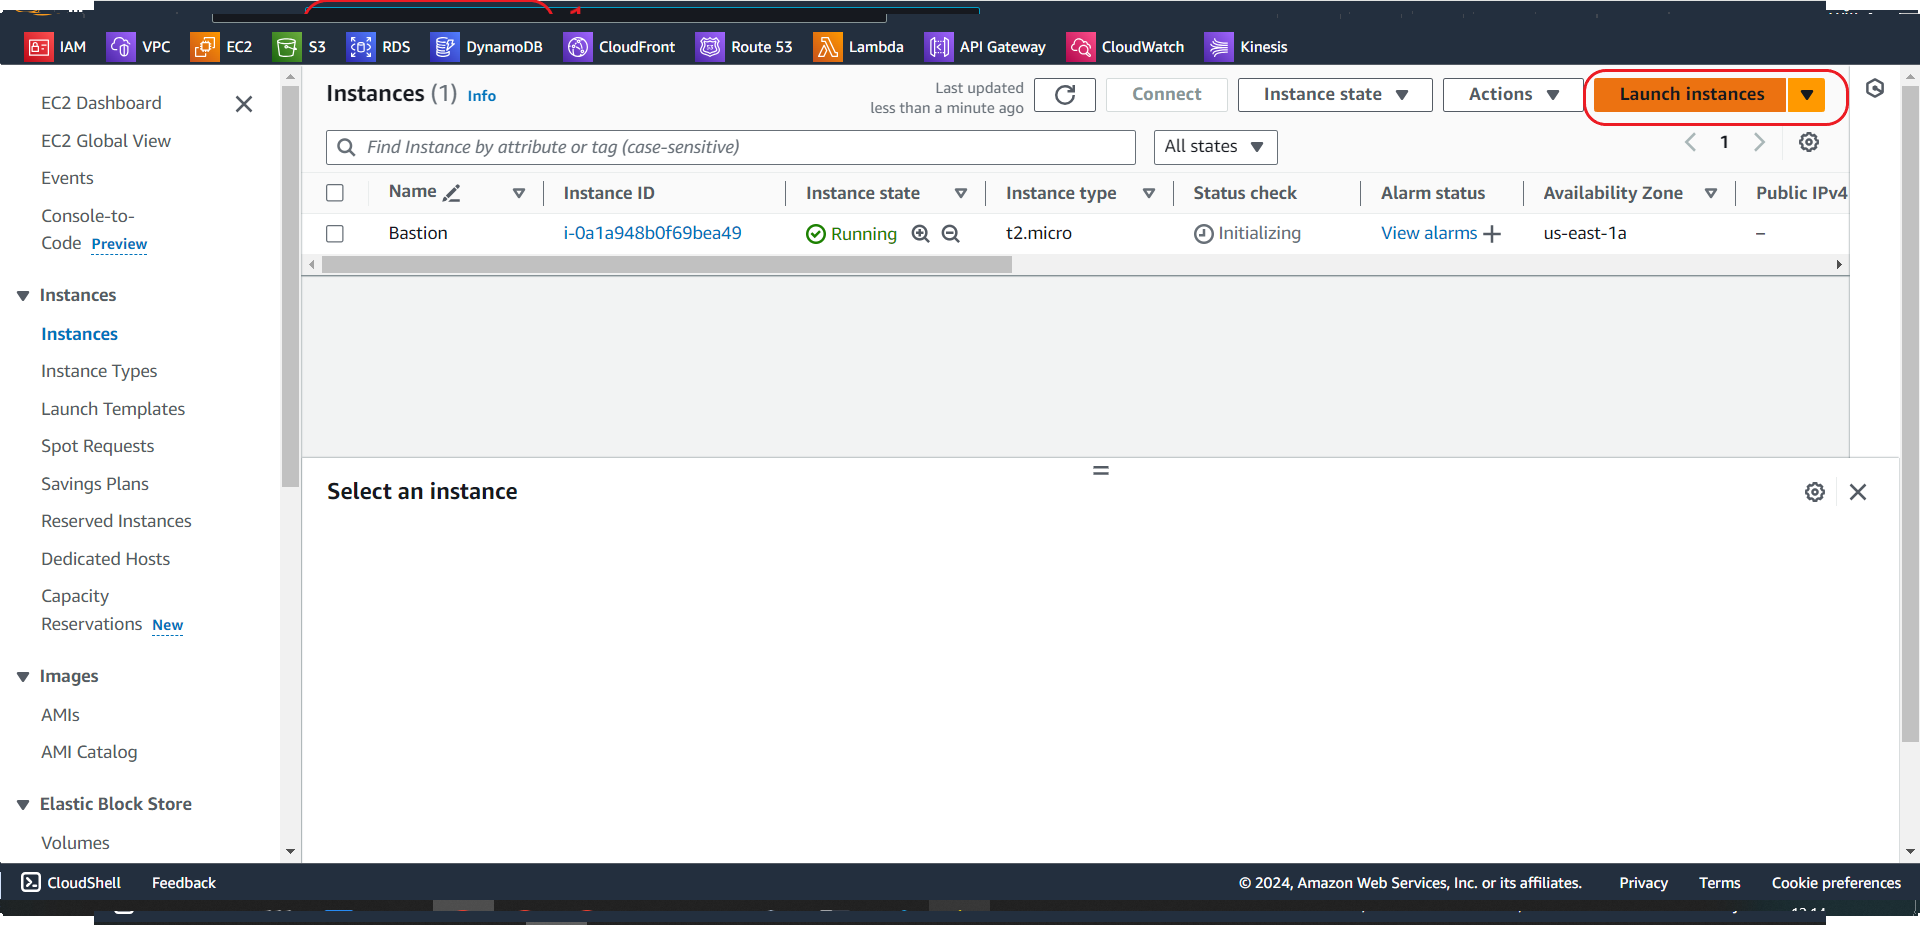 IAM VPC EC2 S3 RDS DynamoDB CloudFront Route 53 Lambda API Gateway CloudWatch Kinesis
EC2 Dashboard
EC2 Global View
Events
Console-to-
Code Preview
Instances
Instances
Instance Types
Launch Templates
Spot Requests
Savings Plans
Reserved Instances
Dedicated Hosts
Capacity
Reservations New
Images
AMIs
AMI Catalog
Elastic Block Store
Volumes
Instances (1) Info
Last updated
less than a minute ago
Connect Instance state Actions Launch instances
Find Instance by attribute or tag (case-sensitive) All states 1
Name Instance ID Instance state Instance type Status check Alarm status Availability Zone Public IPv4
Bastion i-0a1a948b0f69bea49 Running t2.micro Initializing View alarms + us-east-1a –
Select an instance
CloudShell Feedback © 2024, Amazon Web Services, Inc. or its affiliates. Privacy Terms Cookie preferences